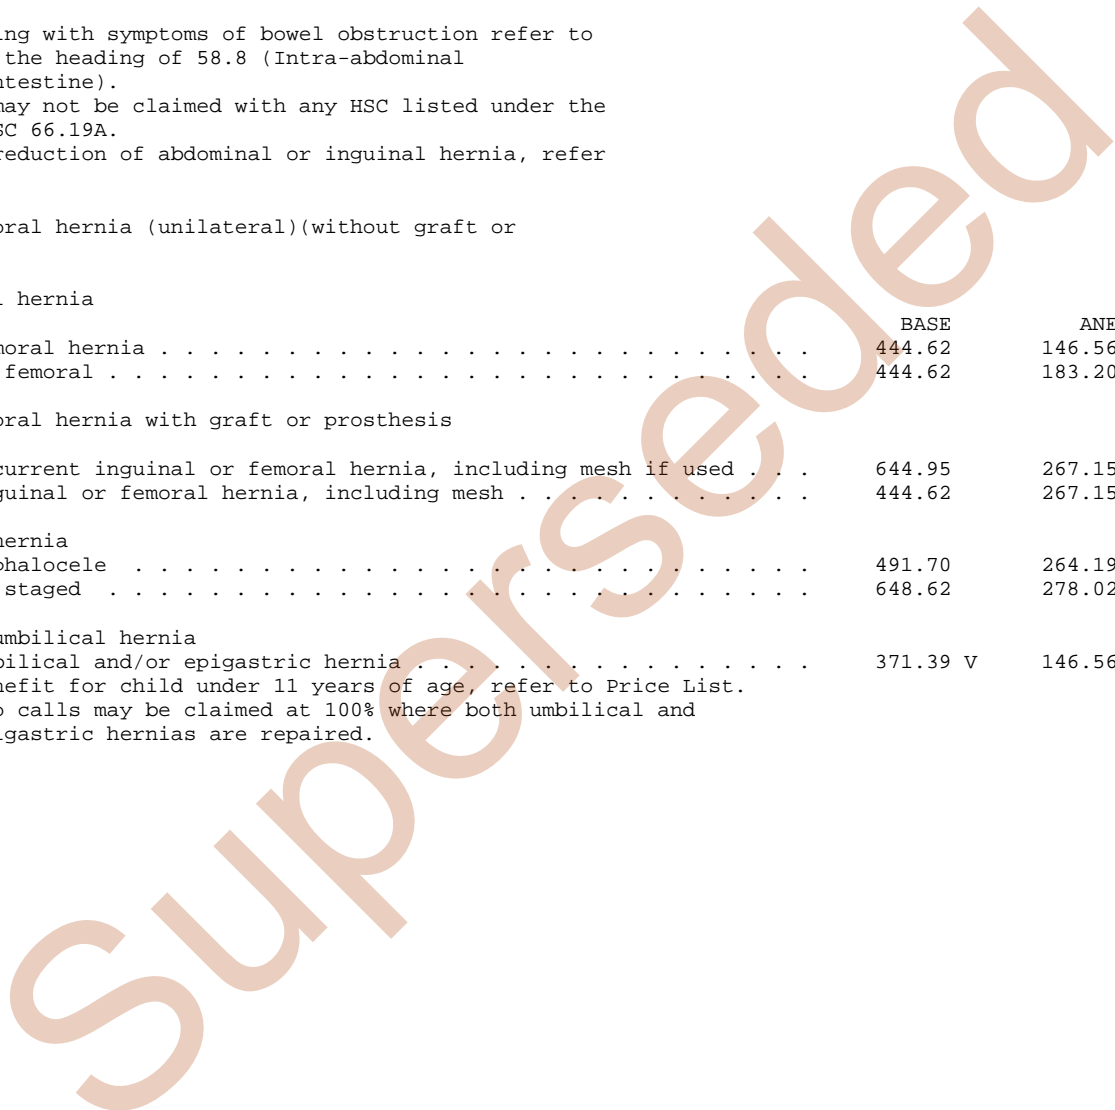 ing with symptoms of bowel obstruction refer to
the heading of 58.8 (Intra-abdominal
ntestine).
may not be claimed with any HSC listed under the
SC 66.19A.
reduction of abdominal or inguinal hernia, refer
oral hernia (unilateral)(without graft or
l hernia
BASE ANE
moral hernia . . . . . . . . . . . . . . . . . . . . . . . . . . 444.62 146.56
femoral . . . . . . . . . . . . . . . . . . . . . . . . . . . . 444.62 183.20
oral hernia with graft or prosthesis
current inguinal or femoral hernia, including mesh if used . . . 644.95 267.15
guinal or femoral hernia, including mesh . . . . . . . . . . . . 444.62 267.15
hernia
phalocele . . . . . . . . . . . . . . . . . . . . . . . . . . . 491.70 264.19
staged . . . . . . . . . . . . . . . . . . . . . . . . . . . . 648.62 278.02
umbilical hernia
bilical and/or epigastric hernia . . . . . . . . . . . . . . . . 371.39 V 146.56
nefit for child under 11 years of age, refer to Price List.
o calls may be claimed at 100% where both umbilical and
igastric hernias are repaired.
Superseded